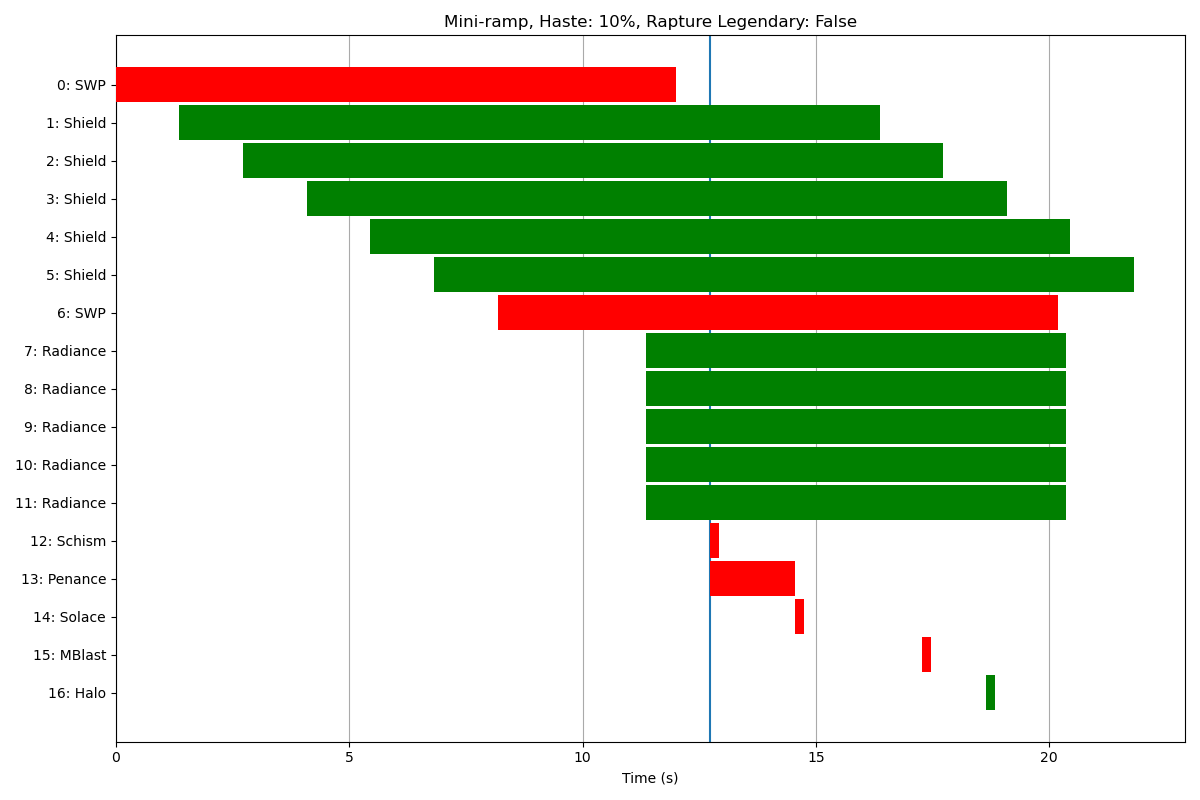 Mini-ramp, Haste: 10%, Rapture Legendary: False
0: SWP
1: Shield
2: Shield
3: Shield
4: Shield
5: Shield
6: SWP
7: Radiance
8: Radiance
9: Radiance
10: Radiance
11: Radiance
12: Schism
13: Penance
14: Solace
15: MBlast
16: Halo
0 5 10 15 20
Time (s)